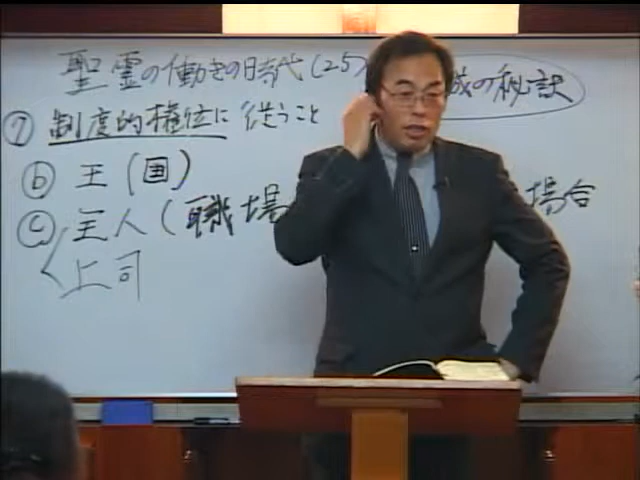 聖霊の働きの時代(25)
成の秘訣
⑦ 制度的権位に従うこと
ⓑ 王(国)
ⓒ 主人(職場 場合
上司